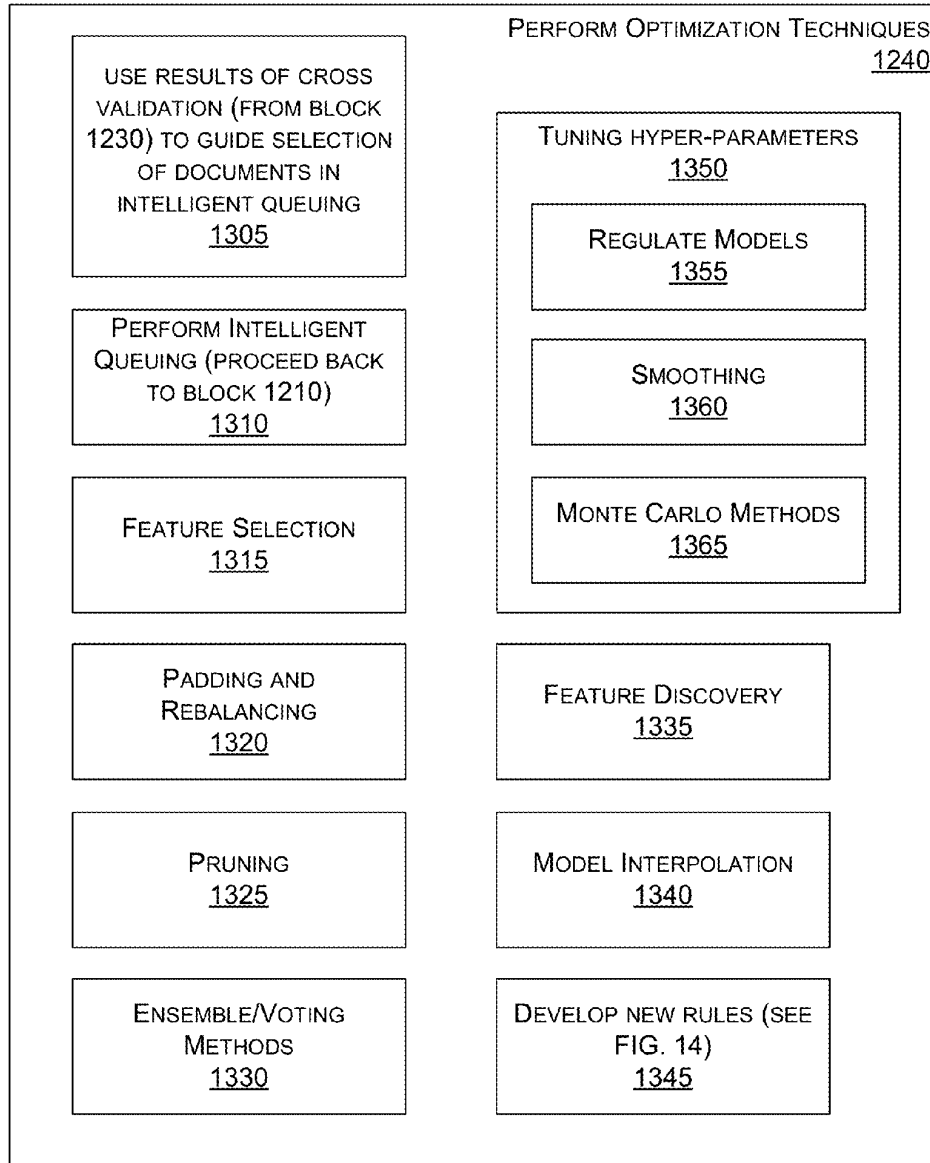 PERFORM OPTIMIZATION TECHNIQUES
1240
USE RESULTS OF CROSS
VALIDATION (FROM BLOCK
1230) TO GUIDE SELECTION
OF DOCUMENTS IN
INTELLIGENT QUEUING
1305
PERFORM INTELLIGENT
QUEUING (PROCEED BACK
TO BLOCK 1210)
1310
FEATURE SELECTION
1315
PADDING AND
REBALANCING
1320
PRUNING
1325
ENSEMBLE/VOTING
METHODS
1330
TUNING HYPER-PARAMETERS
1350
REGULATE MODELS
1355
SMOOTHING
1360
MONTE CARLO METHODS
1365
FEATURE DISCOVERY
1335
MODEL INTERPOLATION
1340
DEVELOP NEW RULES (SEE
FIG. 14)
1345